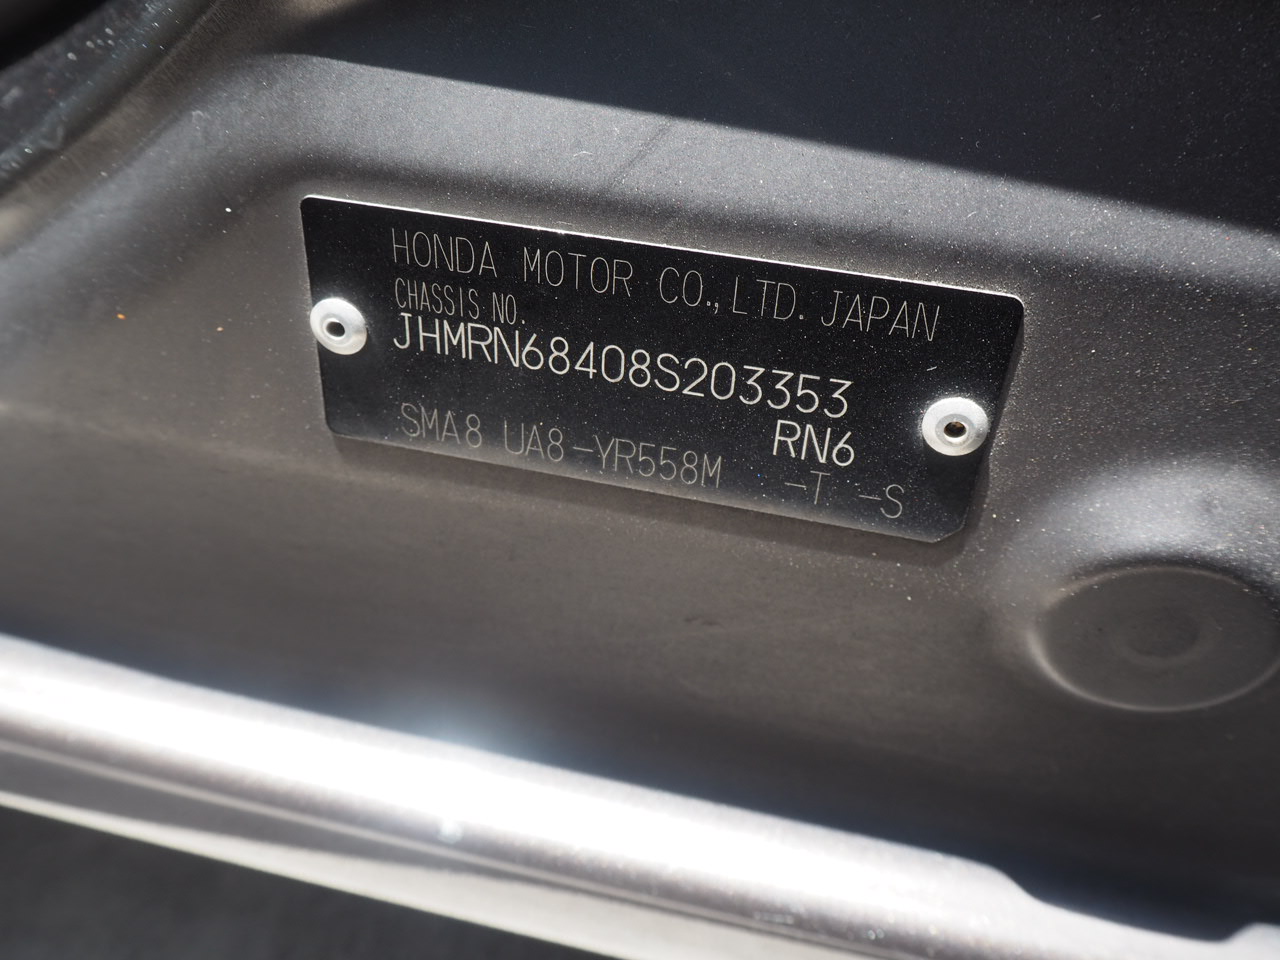 HONDA MOTOR CO., LTD. JAPAN
CHASSIS NO.
JHMRN68408S203353
RN6
SMA8 UA8-YR558M -T -S